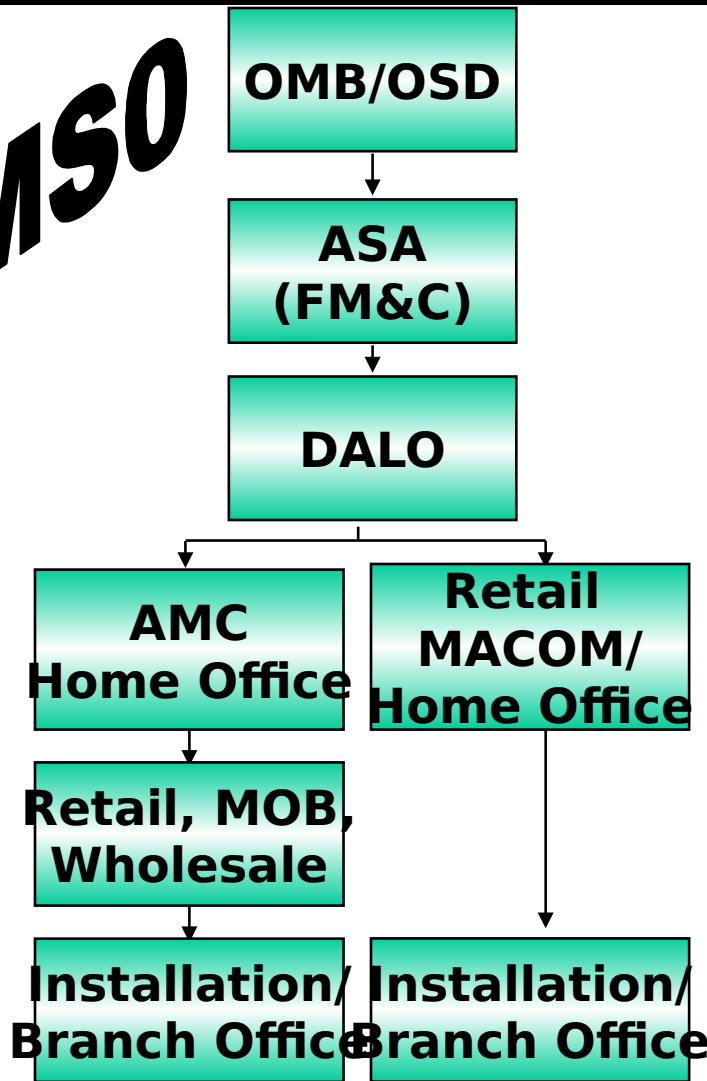 MSO
OMB/OSD
ASA
(FM&C)
DALO
AMC
Home Office
Retail
MACOM/
Home Office
Retail, MOB,
Wholesale
Installation/
Branch Office
Installation/
Branch Office